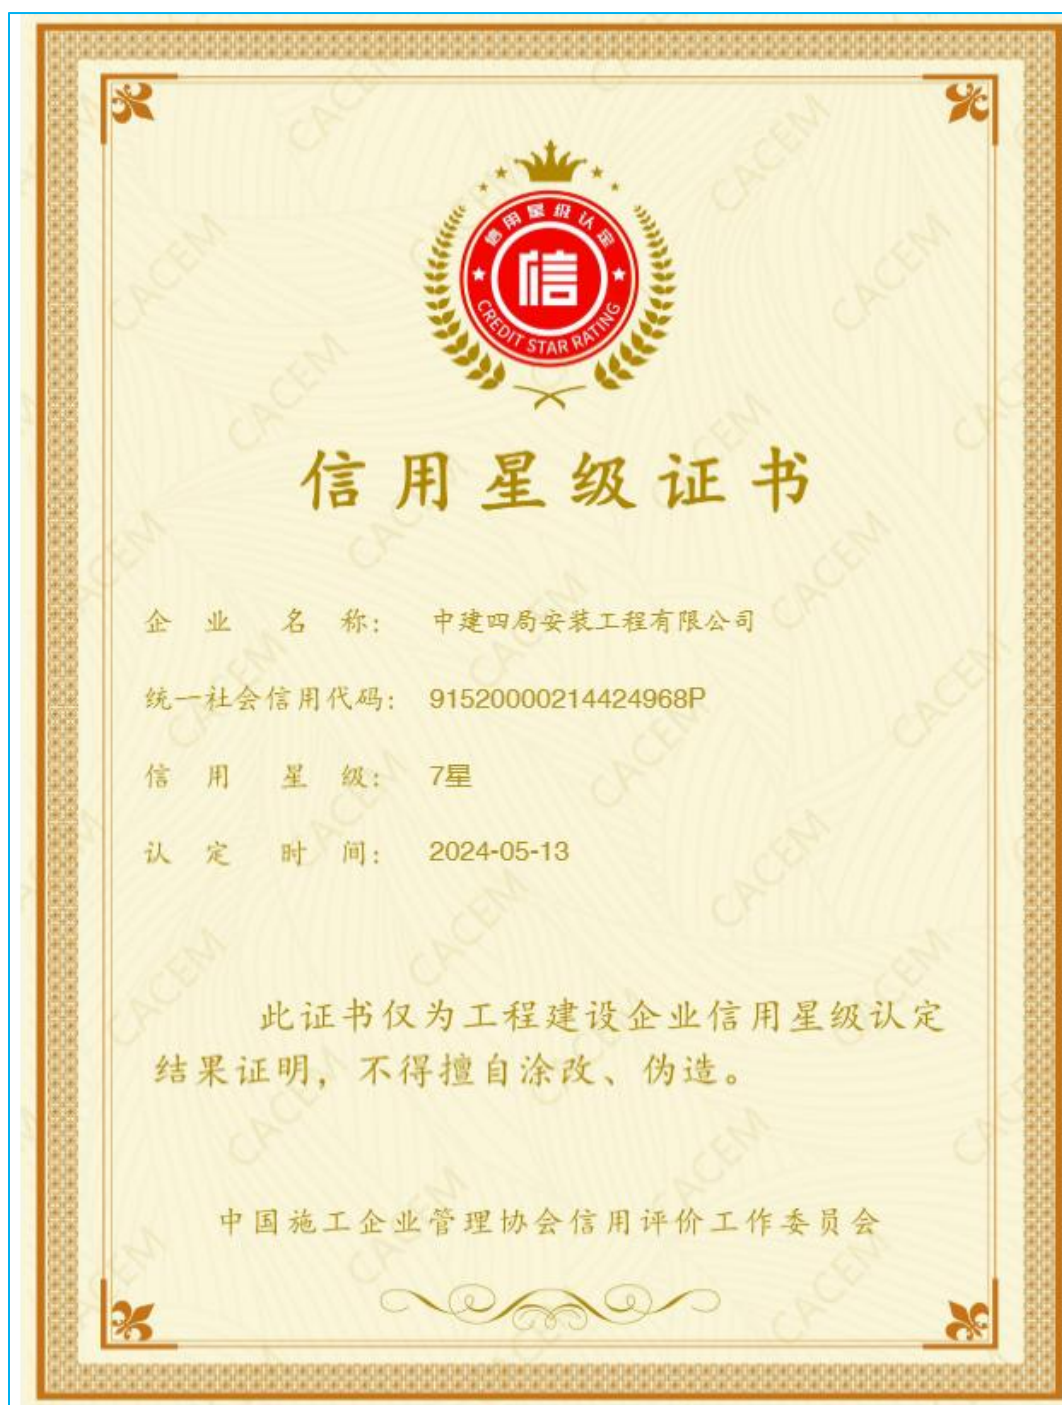 信用星级认定
信
CREDIT STAR RATING
信用星级证书
企业名称： 中建四局安装工程有限公司
统一社会信用代码： 91520000214424968P
信用星级： 7星
认定时间： 2024-05-13
此证书仅为工程建设企业信用星级认定
结果证明，不得擅自涂改、伪造。
中国施工企业管理协会信用评价工作委员会
CACEM